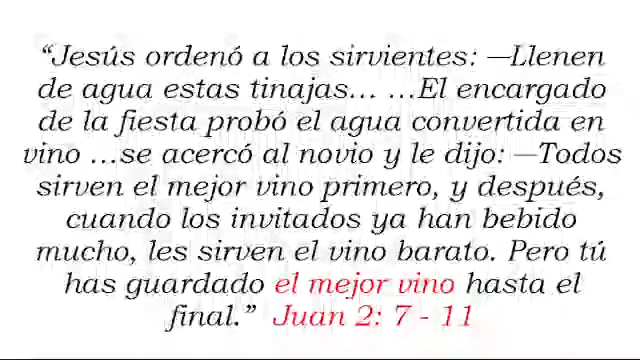 “Jesús ordenó a los sirvientes: —Llenen
de agua estas tinajas... ...El encargado
de la fiesta probó el agua convertida en
vino ...se acercó al novio y le dijo: —Todos
sirven el mejor vino primero, y después,
cuando los invitados ya han bebido
mucho, les sirven el vino barato. Pero tú
has guardado el mejor vino hasta el
final.” Juan 2: 7 - 11